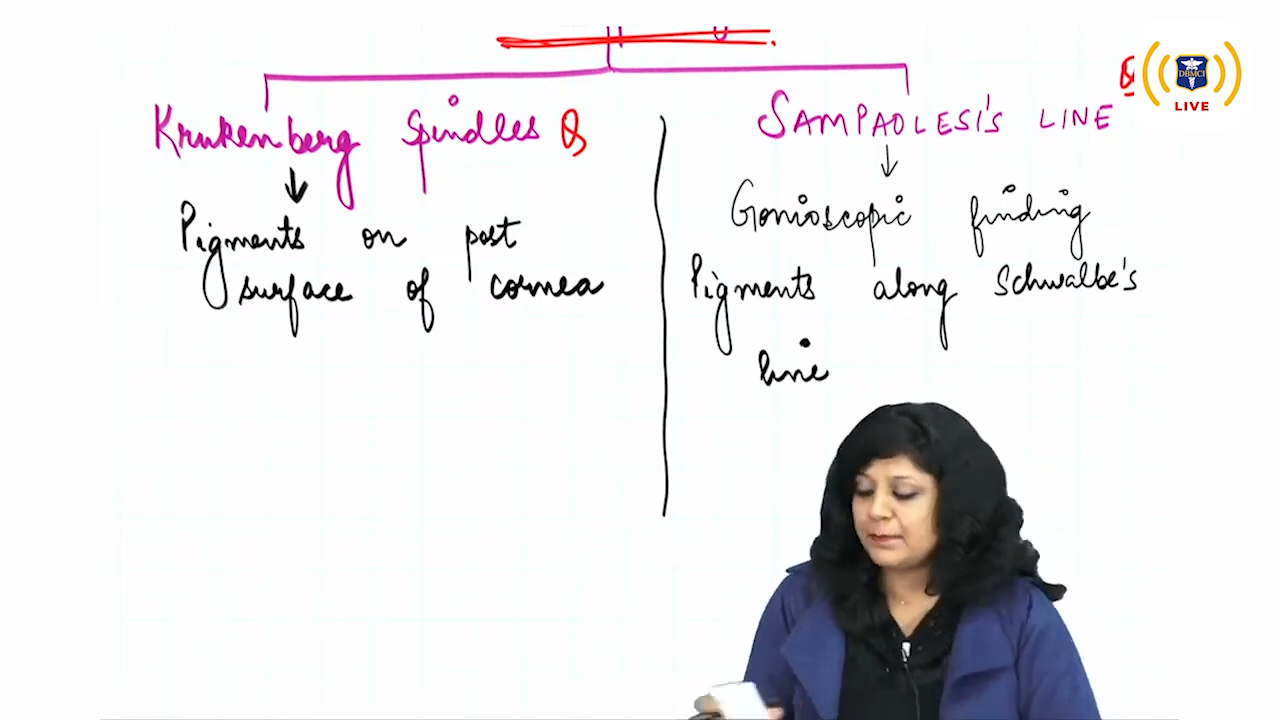 Krukenberg Spindles Q
SAMPAOLESI'S LINE Q
Pigments on post
surface of cornea
Gonioscopic finding
Pigments along Schwalbe's
line
DBMCI
LIVE